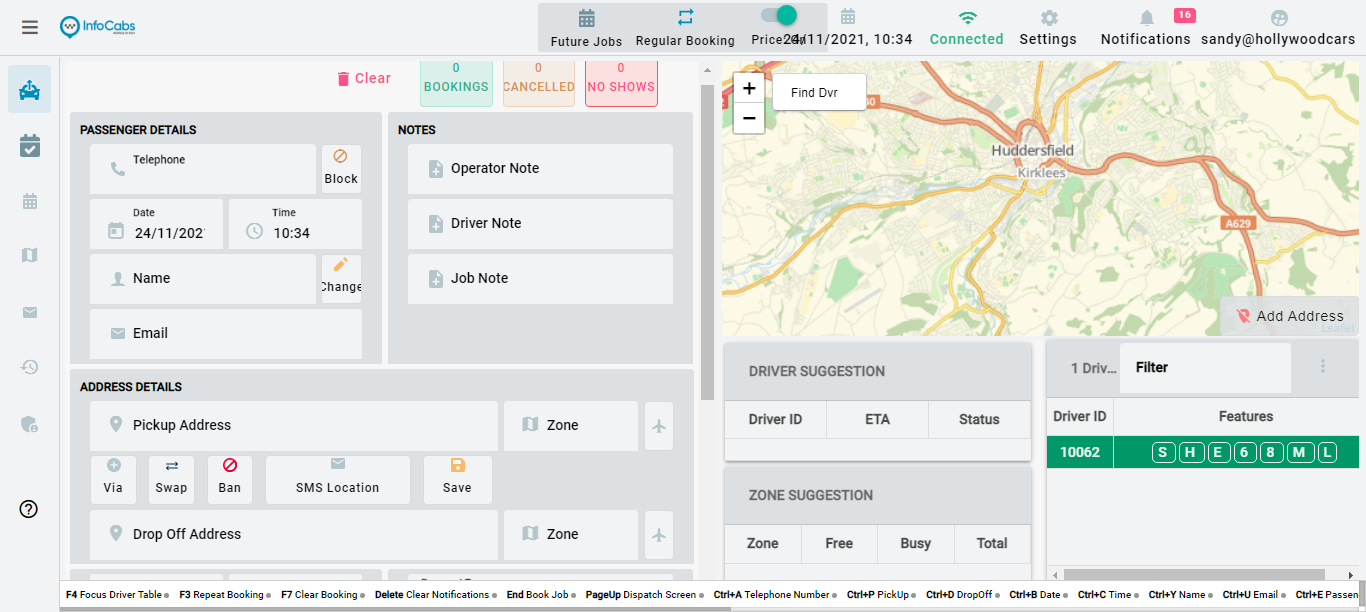 InfoCabs
Future Jobs
Regular Booking
Price
24/11/2021, 10:34
Connected
Settings
16
Notifications
sandy@hollywoodcars
Clear
0
BOOKINGS
0
CANCELLED
0
NO SHOWS
PASSENGER DETAILS
Telephone
Block
Date
24/11/202
Time
10:34
Name
Change
Email
NOTES
Operator Note
Driver Note
Job Note
ADDRESS DETAILS
Pickup Address
Zone
Via
Swap
Ban
SMS Location
Save
Drop Off Address
Zone
+
−
Find Dvr
Huddersfield
Kirklees
A629
Add Address
Leaflet
DRIVER SUGGESTION
Driver ID ETA Status
ZONE SUGGESTION
Zone Free Busy Total
1 Driv...
Filter
Driver ID Features
10062 S H E 6 8 M L
F4 Focus Driver Table F3 Repeat Booking F7 Clear Booking Delete Clear Notifications End Book Job PageUp Dispatch Screen Ctrl+A Telephone Number Ctrl+P PickUp Ctrl+D DropOff Ctrl+B Date Ctrl+C Time Ctrl+Y Name Ctrl+U Email Ctrl+E Passen